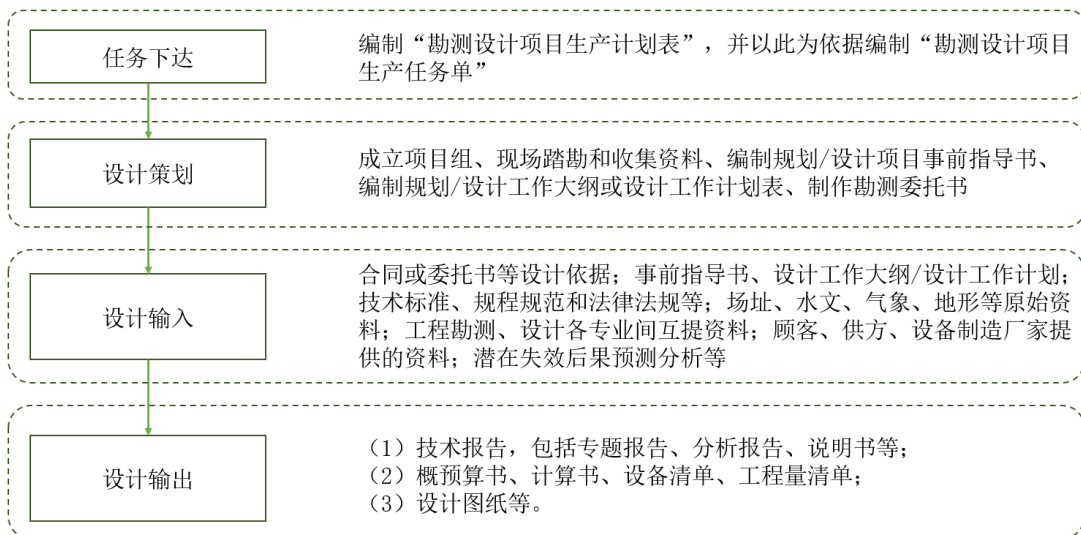 任务下达
编制“勘测设计项目生产计划表”，并以此为依据编制“勘测设计项目
生产任务单”
设计策划
成立项目组、现场踏勘和收集资料、编制规划/设计项目事前指导书、
编制规划/设计工作大纲或设计工作计划表、制作勘测委托书
设计输入
合同或委托书等设计依据；事前指导书、设计工作大纲/设计工作计划；
技术标准、规程规范和法律法规等；场址、水文、气象、地形等原始资
料；工程勘测、设计各专业间互提资料；顾客、供方、设备制造厂家提
供的资料；潜在失效后果预测分析等
设计输出
（1）技术报告，包括专题报告、分析报告、说明书等；
（2）概预算书、计算书、设备清单、工程量清单；
（3）设计图纸等。